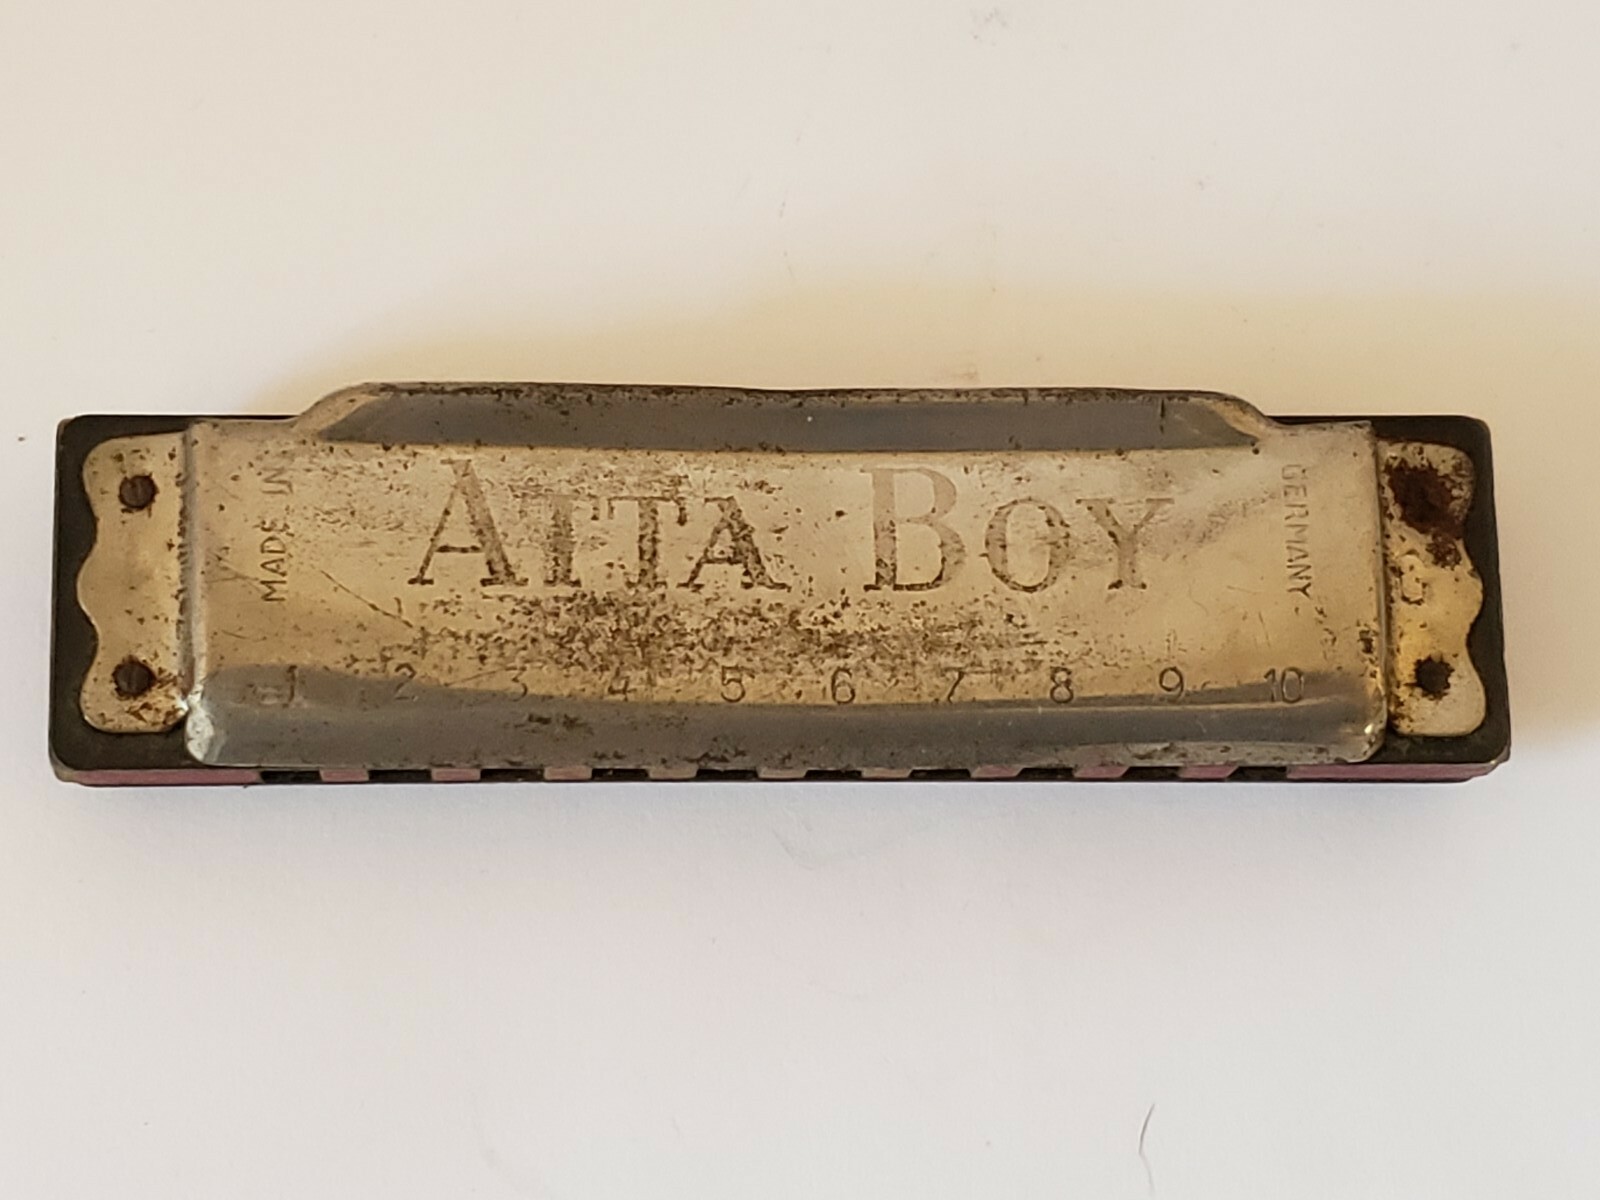 MADE IN
ATTA BOY
GERMANY
1 2 3 4 5 6 7 8 9 10